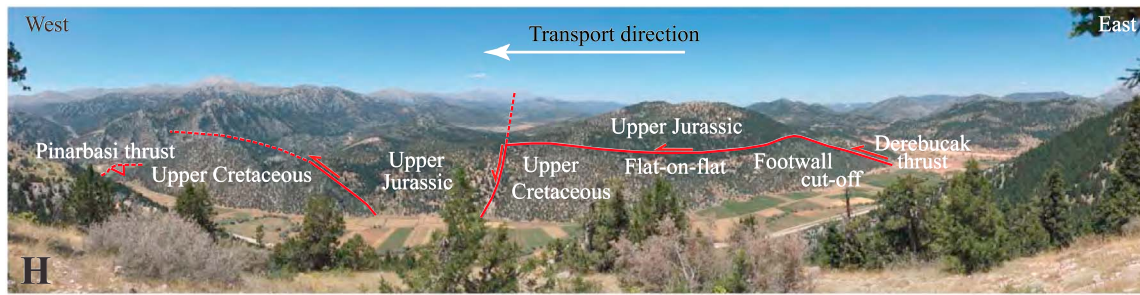 West
Transport direction
East
Pinarbasi thrust
Upper Cretaceous
Upper
Jurassic
Upper
Cretaceous
Upper Jurassic
Flat-on-flat
Footwall
cut-off
Derebucak
thrust
H